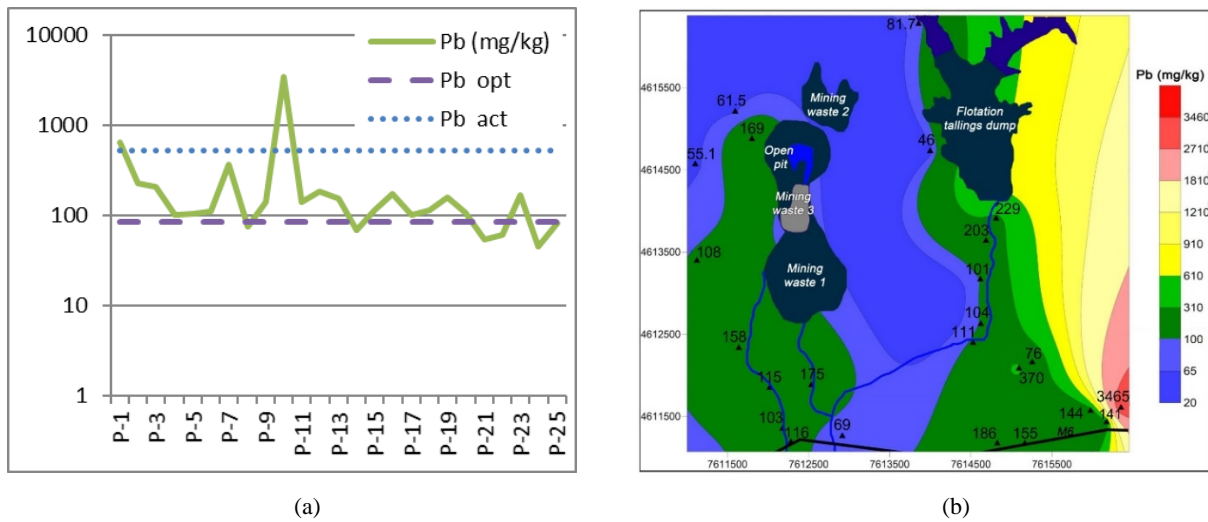 10000
1000
100
10
1
Pb (mg/kg)
Pb opt
Pb act
P-1
P-3
P-5
P-7
P-9
P-11
P-13
P-15
P-17
P-19
P-21
P-23
P-25
(a)
4615500
4614500
4613500
4612500
4611500
7611500
7612500
7613500
7614500
7615500
81.7
61.5
169
55.1
46
Mining
waste 2
Flotation
tallings dump
Open
pit
Mining
waste 3
229
203
108
101
Mining
waste 1
104
111
158
76
370
115
175
3465
144
141
103
116
69
186
155
M6
Pb (mg/kg)
3460
2710
1810
1210
910
610
310
100
65
20
(b)